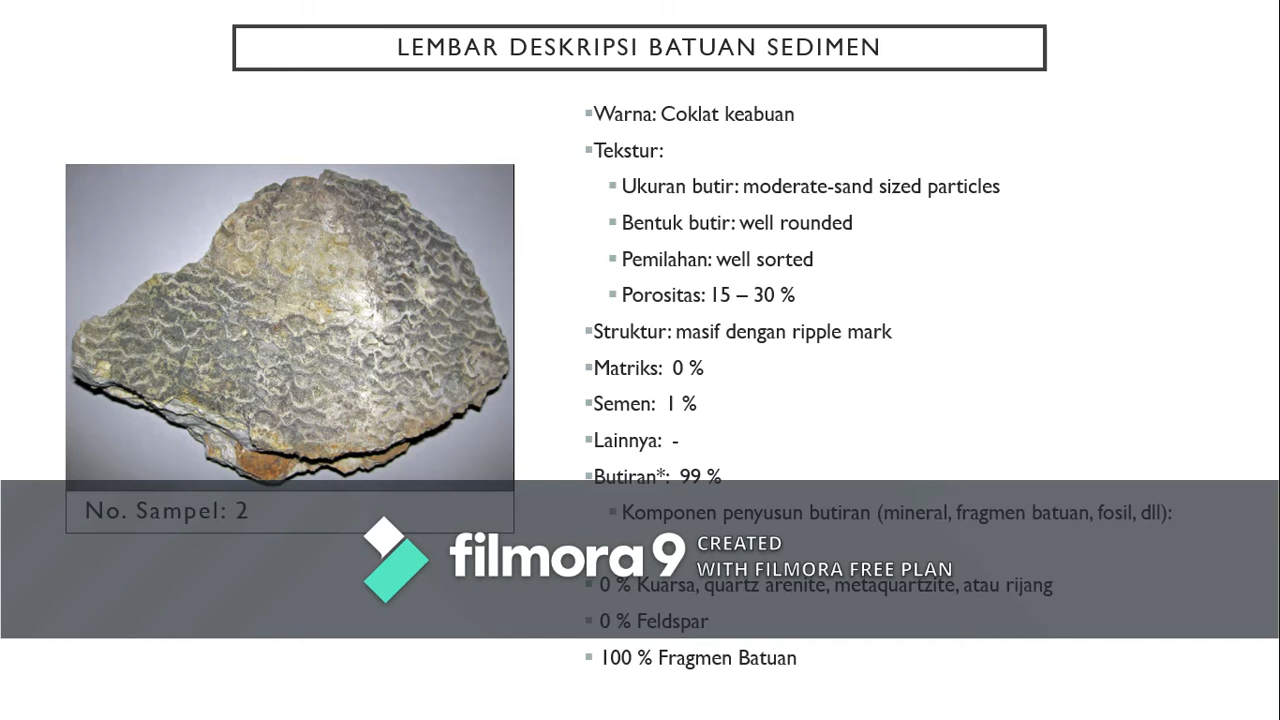 LEMBAR DESKRIPSI BATUAN SEDIMEN
Warna: Coklat keabuan
Tekstur:
Ukuran butir: moderate-sand sized particles
Bentuk butir: well rounded
Pemilahan: well sorted
Porositas: 15 – 30 %
Struktur: masif dengan ripple mark
Matriks: 0 %
Semen: 1 %
Lainnya: -
Butiran*: 99 %
Komponen penyusun butiran (mineral, fragmen batuan, fosil, dll):
0 % Kuarsa, quartz arenite, metaquartzite, atau rijang
0 % Feldspar
100 % Fragmen Batuan
No. Sampel: 2
filmora 9
CREATED
WITH FILMORA FREE PLAN